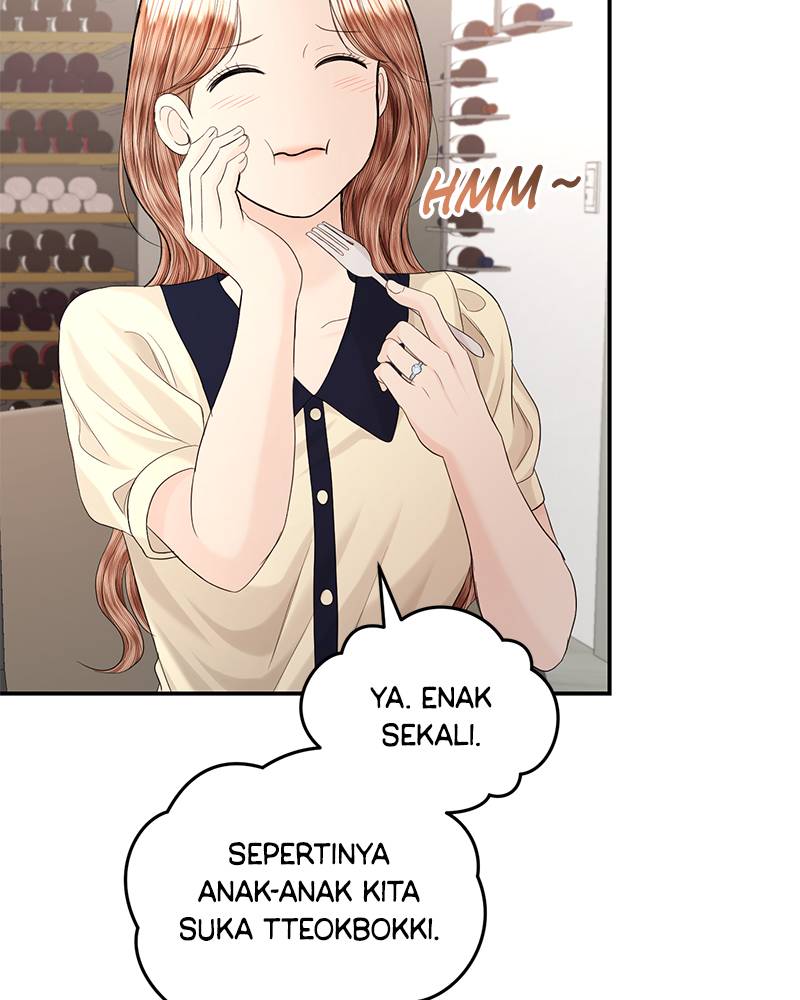 HMM~
YA. ENAK
SEKALI.
SEPERTINYA
ANAK-ANAK KITA
SUKA TTEOKBOKKI.